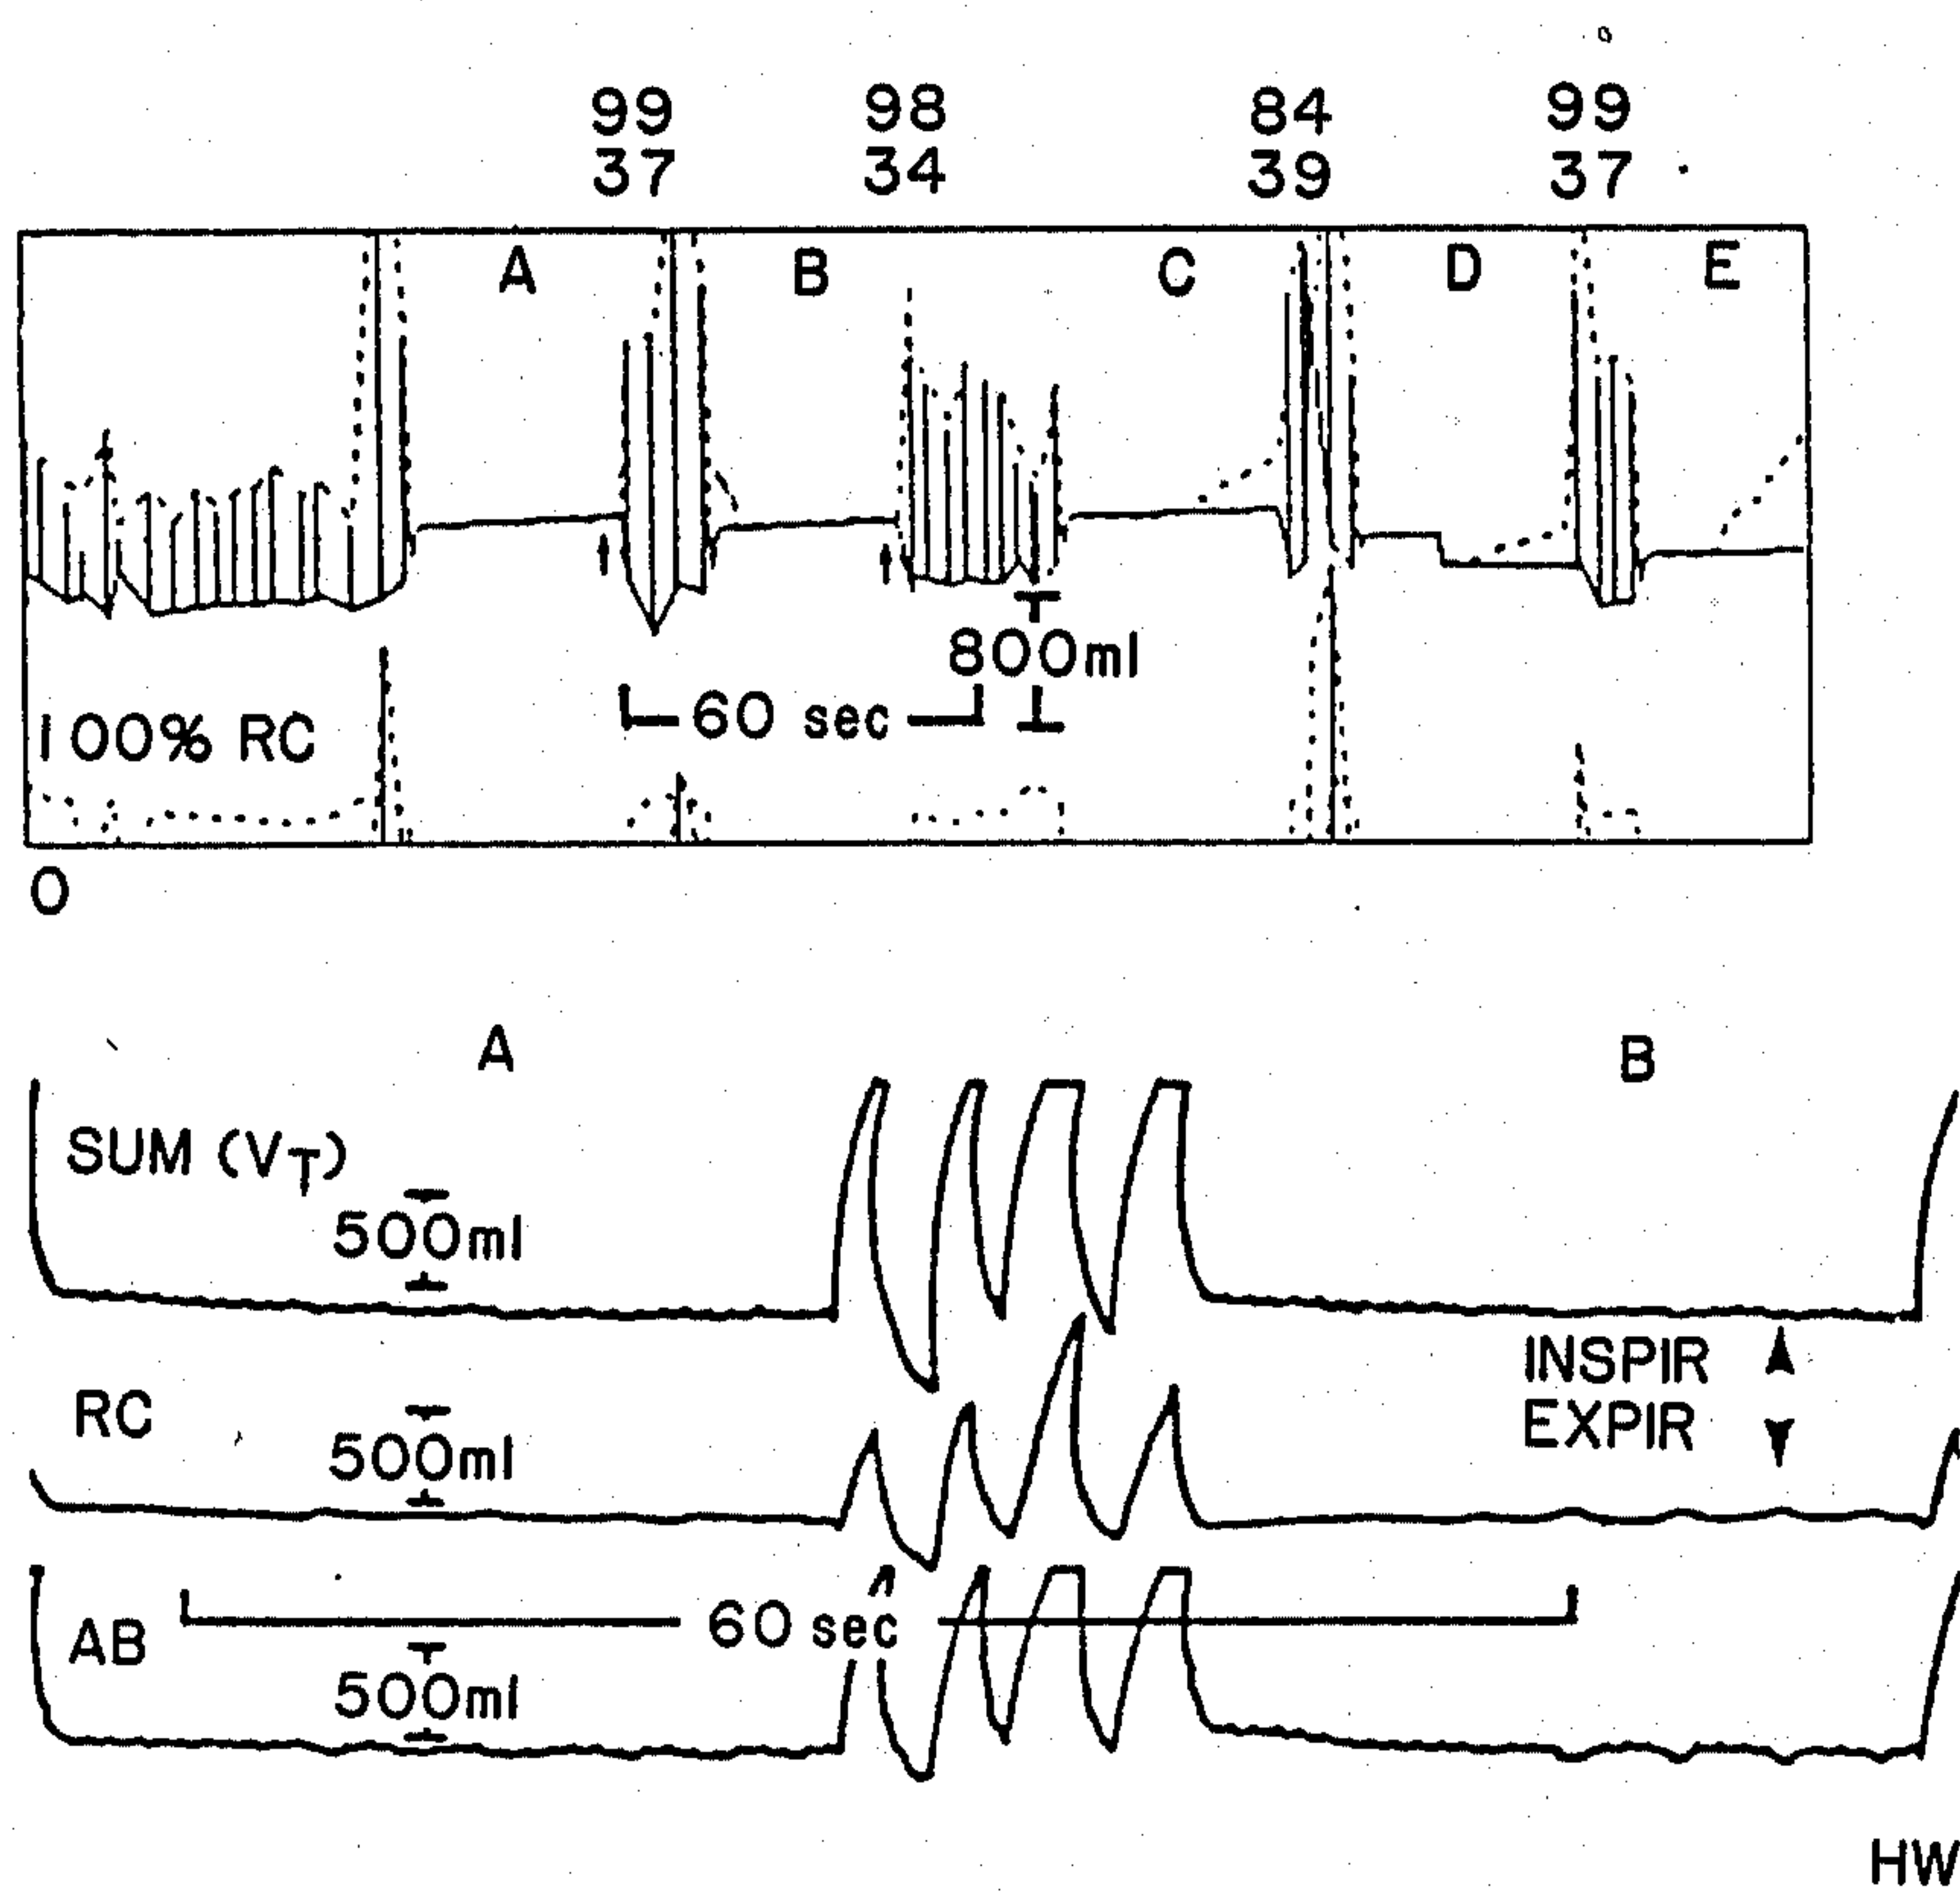 99 98 84 99
37 34 39 37
A B C D E
800ml
60 sec
100% RC
0
A B
SUM (VT)
500ml
INSPIR
RC
EXPIR
500ml
60 sec
AB
500ml
HW